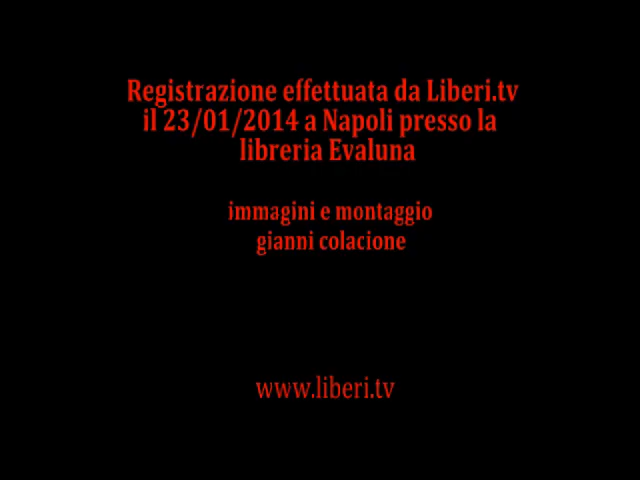 Registrazione effettuata da Liberi.tv
il 23/01/2014 a Napoli presso la
libreria Evaluna
immagini e montaggio
gianni colacione
www.liberi.tv